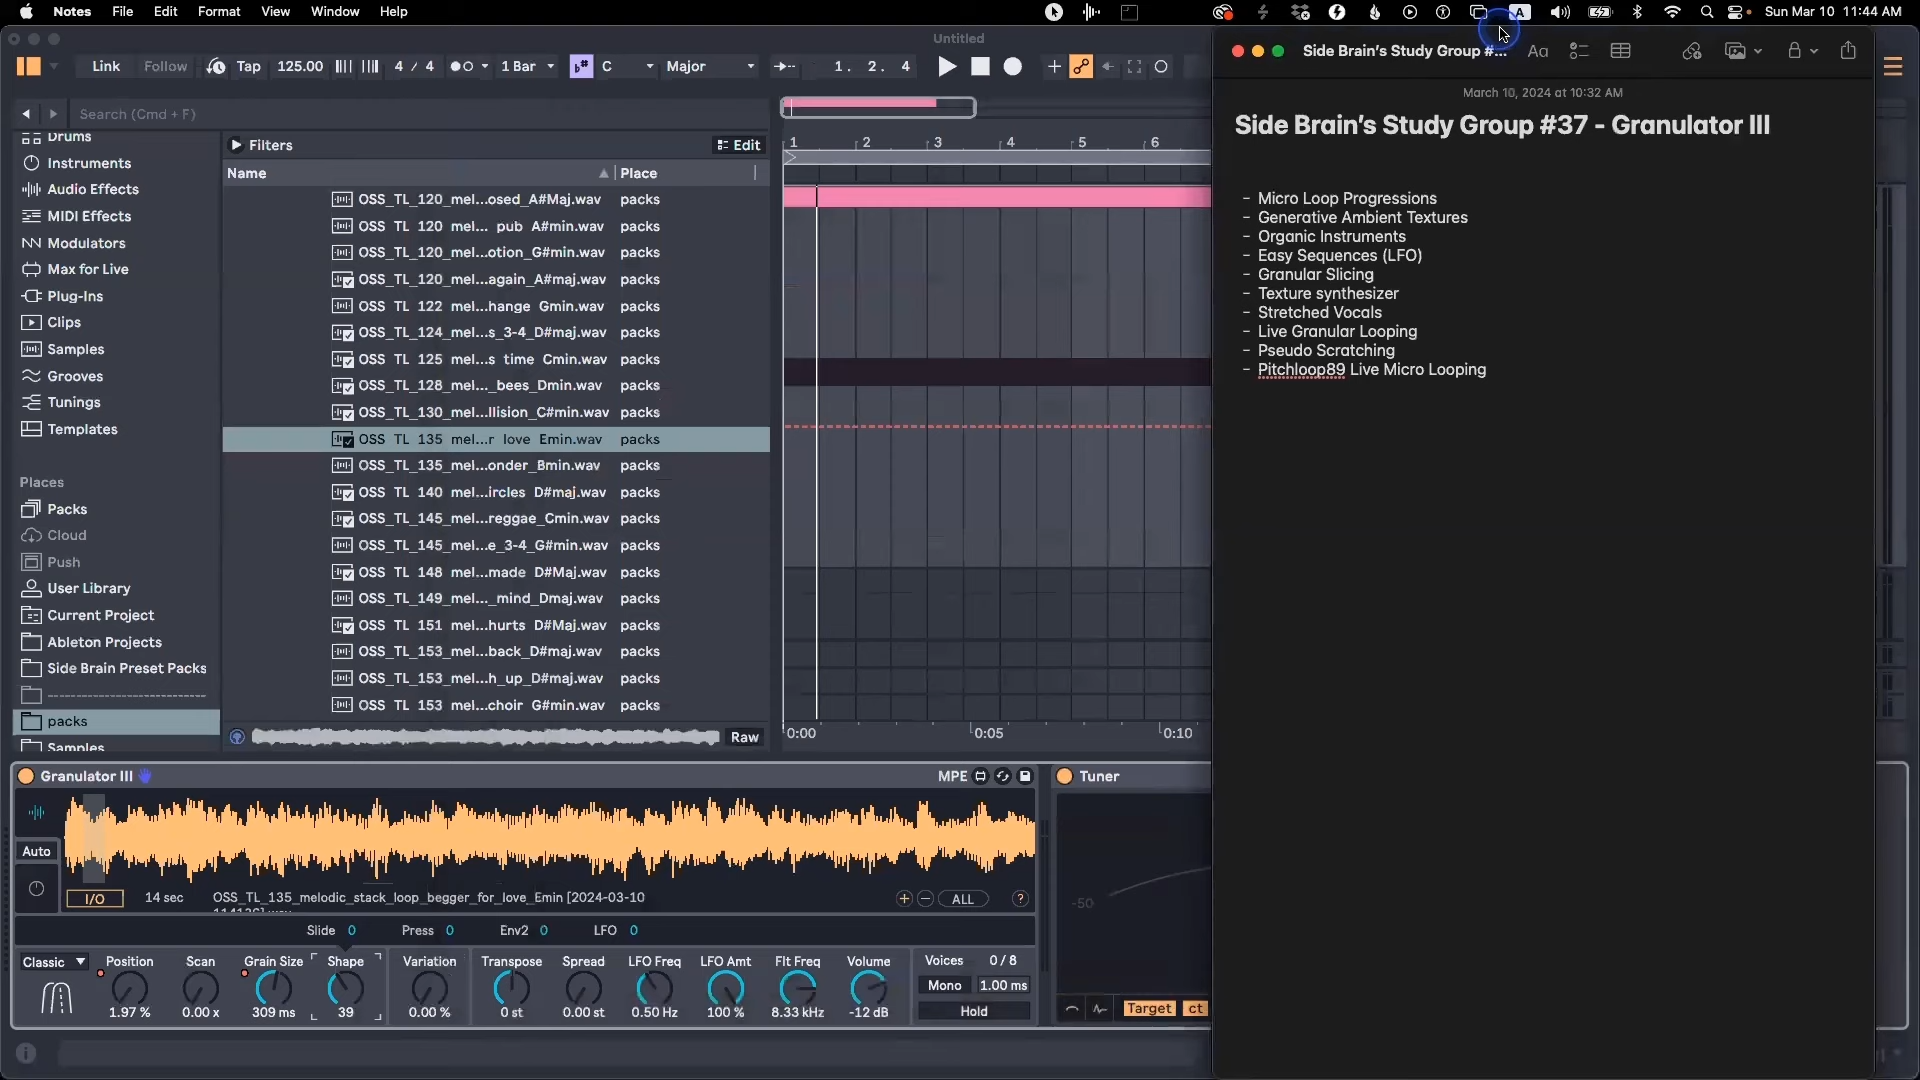 Notes File Edit Format View Window Help
A Sun Mar 10 11:44 AM
Untitled
Link Follow Tap 125.00 4 / 4 1 Bar C Major 1. 2. 4
Search (Cmd + F)
Drums
Instruments
Audio Effects
MIDI Effects
Modulators
Max for Live
Plug-Ins
Clips
Samples
Grooves
Tunings
Templates
Places
Packs
Cloud
Push
User Library
Current Project
Ableton Projects
Side Brain Preset Packs
-----------------------------
packs
Samples
Filters Edit
Name Place
OSS_TL_120_mel...osed_A#Maj.wav packs
OSS_TL_120_mel..._pub_A#min.wav packs
OSS_TL_120_mel...otion_G#min.wav packs
OSS_TL_120_mel...again_A#maj.wav packs
OSS_TL_122_mel...hange_Gmin.wav packs
OSS_TL_124_mel...s_3-4_D#maj.wav packs
OSS_TL_125_mel...s_time_Cmin.wav packs
OSS_TL_128_mel..._bees_Dmin.wav packs
OSS_TL_130_mel...llision_C#min.wav packs
OSS_TL_135_mel...r_love_Emin.wav packs
OSS_TL_135_mel...onder_Bmin.wav packs
OSS_TL_140_mel...ircles_D#maj.wav packs
OSS_TL_145_mel...reggae_Cmin.wav packs
OSS_TL_145_mel...e_3-4_G#min.wav packs
OSS_TL_148_mel...made_D#Maj.wav packs
OSS_TL_149_mel..._mind_Dmaj.wav packs
OSS_TL_151_mel...hurts_D#Maj.wav packs
OSS_TL_153_mel...back_D#maj.wav packs
OSS_TL_153_mel...h_up_D#maj.wav packs
OSS_TL_153_mel...choir_G#min.wav packs
Raw
1 2 3 4 5 6
0:00 0:05 0:10
Side Brain's Study Group #... Aa
March 10, 2024 at 10:32 AM
Side Brain's Study Group #37 - Granulator III
- Micro Loop Progressions
- Generative Ambient Textures
- Organic Instruments
- Easy Sequences (LFO)
- Granular Slicing
- Texture synthesizer
- Stretched Vocals
- Live Granular Looping
- Pseudo Scratching
- Pitchloop89 Live Micro Looping
Granulator III MPE
Auto
I/O 14 sec OSS_TL_135_melodic_stack_loop_begger_for_love_Emin [2024-03-10 ALL ?
Slide 0 Press 0 Env2 0 LFO 0
Classic Position Scan Grain Size Shape Variation Transpose Spread LFO Freq LFO Amt Flt Freq Volume Voices 0 / 8
Mono 1.00 ms
1.97 % 0.00 x 309 ms 39 0.00 % 0 st 0.00 st 0.50 Hz 100 % 8.33 kHz -12 dB Hold
Tuner
-50
Target ct